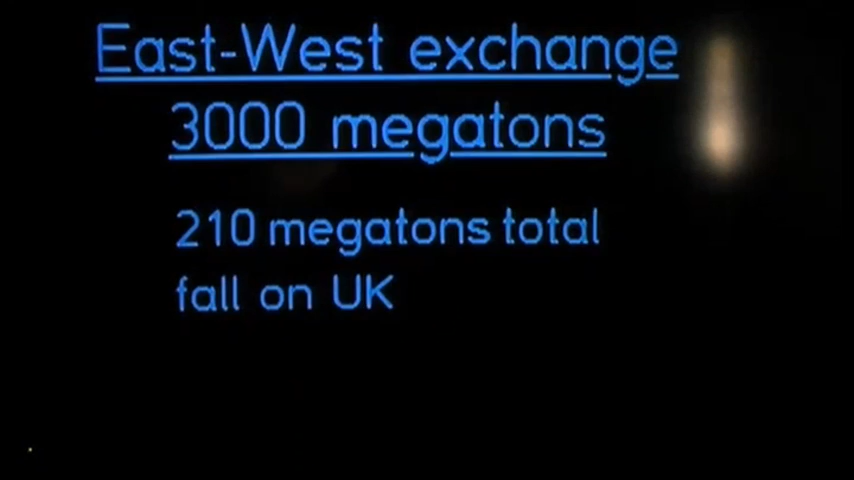 East-West exchange
3000 megatons
210 megatons total
fall on UK